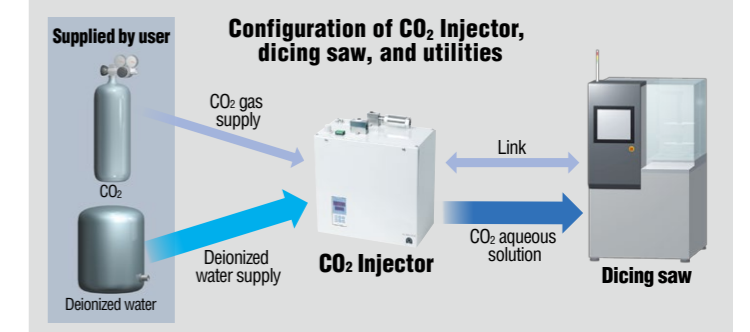 Supplied by user
Configuration of CO₂ Injector,
dicing saw, and utilities
CO₂ gas
supply
CO₂
Link
Deionized
water supply
CO₂ aqueous
solution
CO₂ Injector
Dicing saw
Deionized water